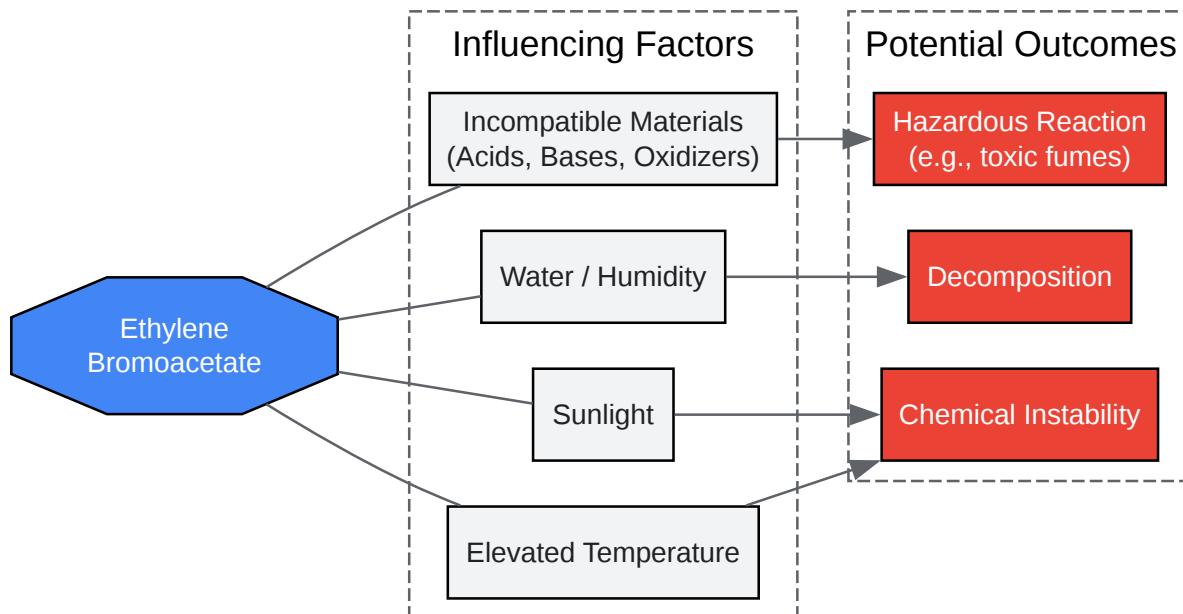 Influencing Factors
Potential Outcomes
Incompatible Materials
(Acids, Bases, Oxidizers)
Hazardous Reaction
(e.g., toxic fumes)
Water / Humidity
Decomposition
Ethylene
Bromoacetate
Sunlight
Chemical Instability
Elevated Temperature